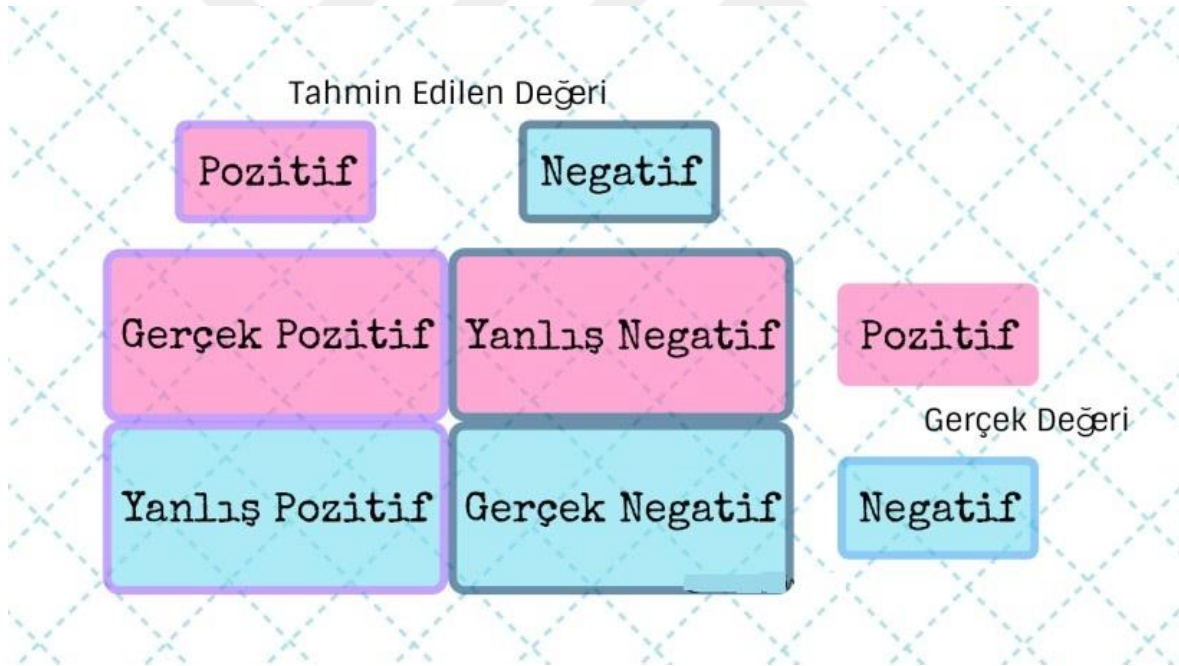 Tahmin Edilen Değeri
Pozitif Negatif
Gerçek Pozitif Yanlış Negatif Pozitif
Gerçek Değeri
Yanlış Pozitif Gerçek Negatif Negatif